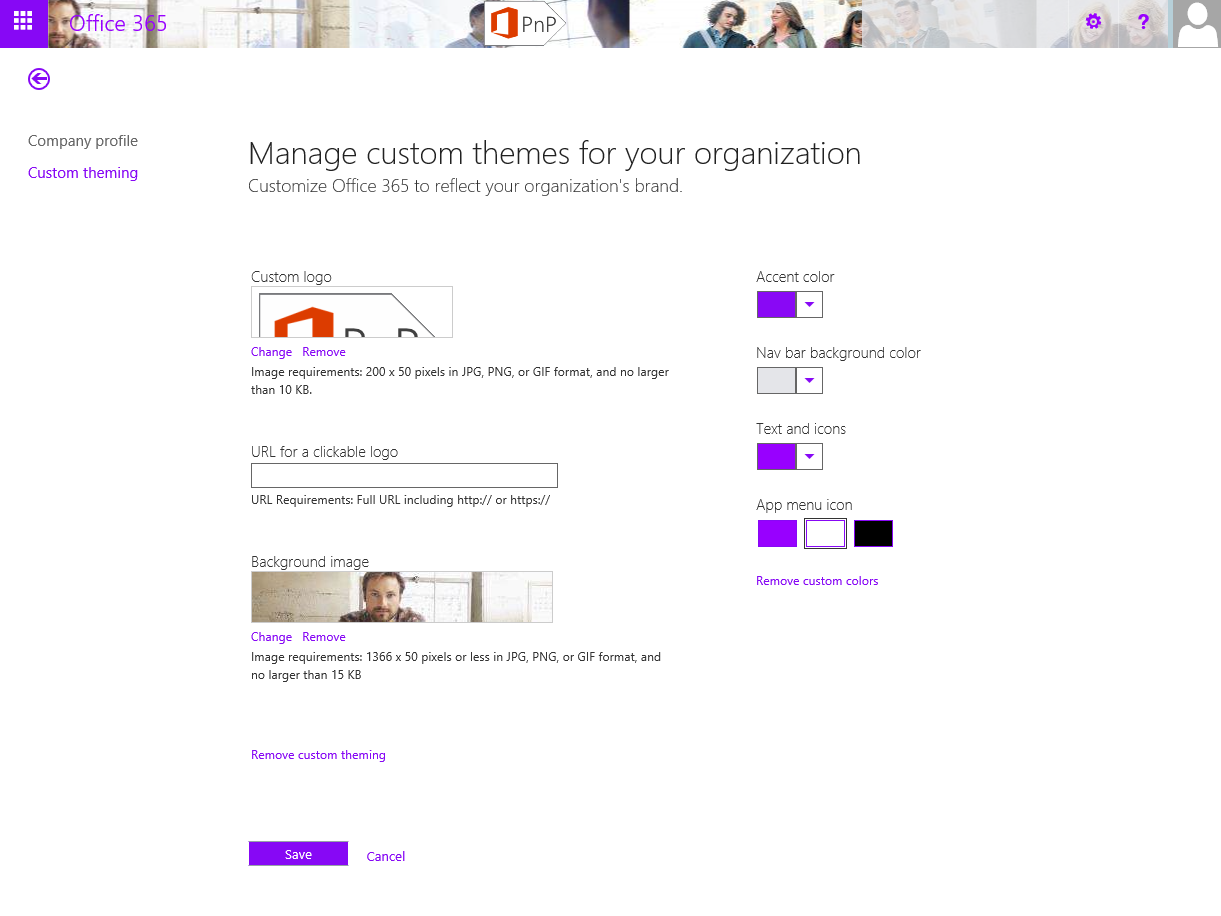 Office 365
PnP
?
Company profile
Custom theming
Manage custom themes for your organization
Customize Office 365 to reflect your organization's brand.
Custom logo
PnP
Change Remove
Image requirements: 200 x 50 pixels in JPG, PNG, or GIF format, and no larger
than 10 KB.
URL for a clickable logo
URL Requirements: Full URL including http:// or https://
Background image
Change Remove
Image requirements: 1366 x 50 pixels or less in JPG, PNG, or GIF format, and
no larger than 15 KB
Remove custom theming
Save Cancel
Accent color
Nav bar background color
Text and icons
App menu icon
Remove custom colors